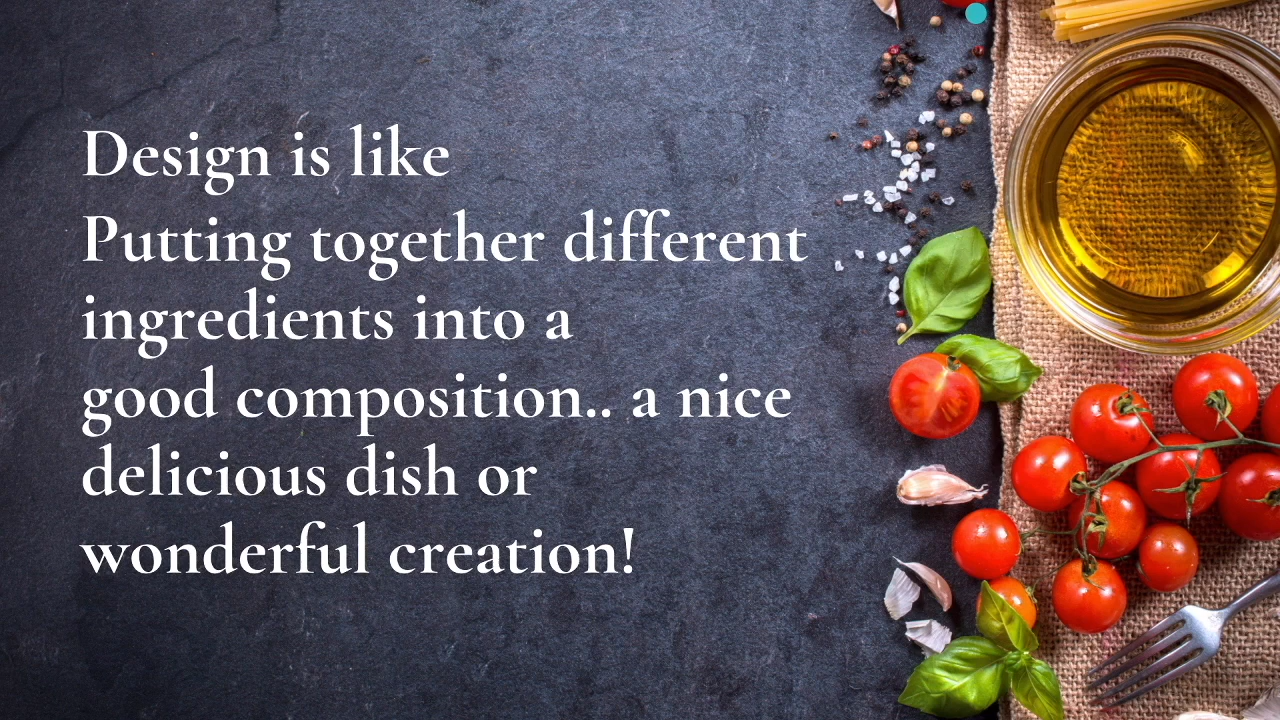 Design is like
Putting together different
ingredients into a
good composition.. a nice
delicious dish or
wonderful creation!